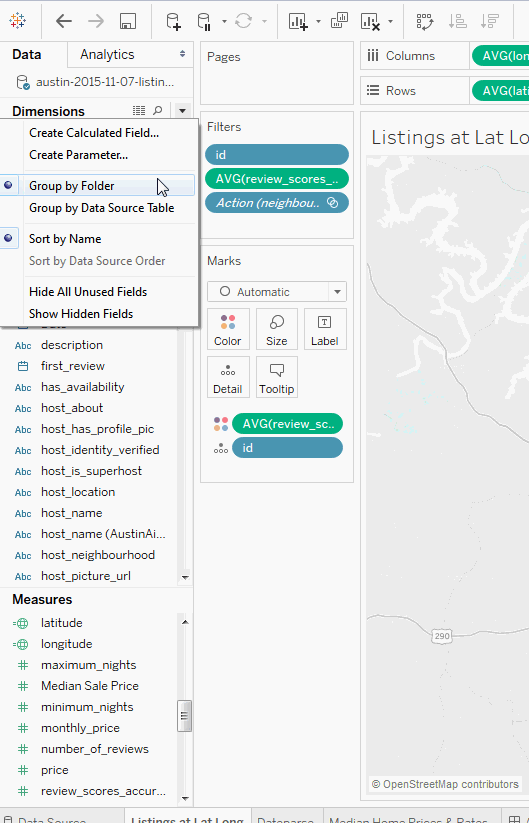 Data
Analytics
austin-2015-11-07-listin...
Dimensions
Create Calculated Field...
Create Parameter...
Group by Folder
Group by Data Source Table
Sort by Name
Sort by Data Source Order
Hide All Unused Fields
Show Hidden Fields
Abc description
first_review
Abc has_availability
Abc host_about
Abc host_has_profile_pic
Abc host_identity_verified
Abc host_is_superhost
Abc host_location
Abc host_name
Abc host_name (AustinAi...
Abc host_neighbourhood
Abc host_picture_url
Measures
latitude
longitude
# maximum_nights
# Median Sale Price
# minimum_nights
# monthly_price
# number_of_reviews
# price
# review_scores_accur...
Pages
Filters
id
AVG(review_scores_..
Action (neighbou..
Marks
Automatic
Color
Size
T
Label
Detail
Tooltip
AVG(review_sc..
id
Columns
AVG(lon
Rows
AVG(lati
Listings at Lat Lo
290
© OpenStreetMap contributors
Data Source
Listings at Lat Long
Dateparse
Median Home Prices & Rates